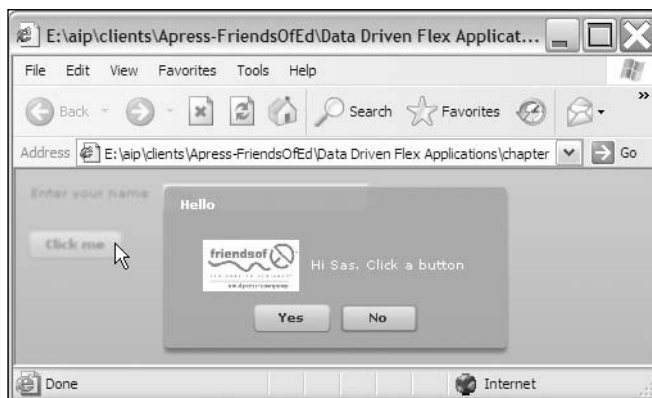 E:\aip\clients\Apress-FriendsOfEd\Data Driven Flex Applicat...
File Edit View Favorites Tools Help
Back Search Favorites »
Address E:\aip\clients\Apress-FriendsOfEd\Data Driven Flex Applications\chapter Go
Enter your name
Hello
Click me
friendsof
Hi Sas. Click a button
Yes No
Done Internet